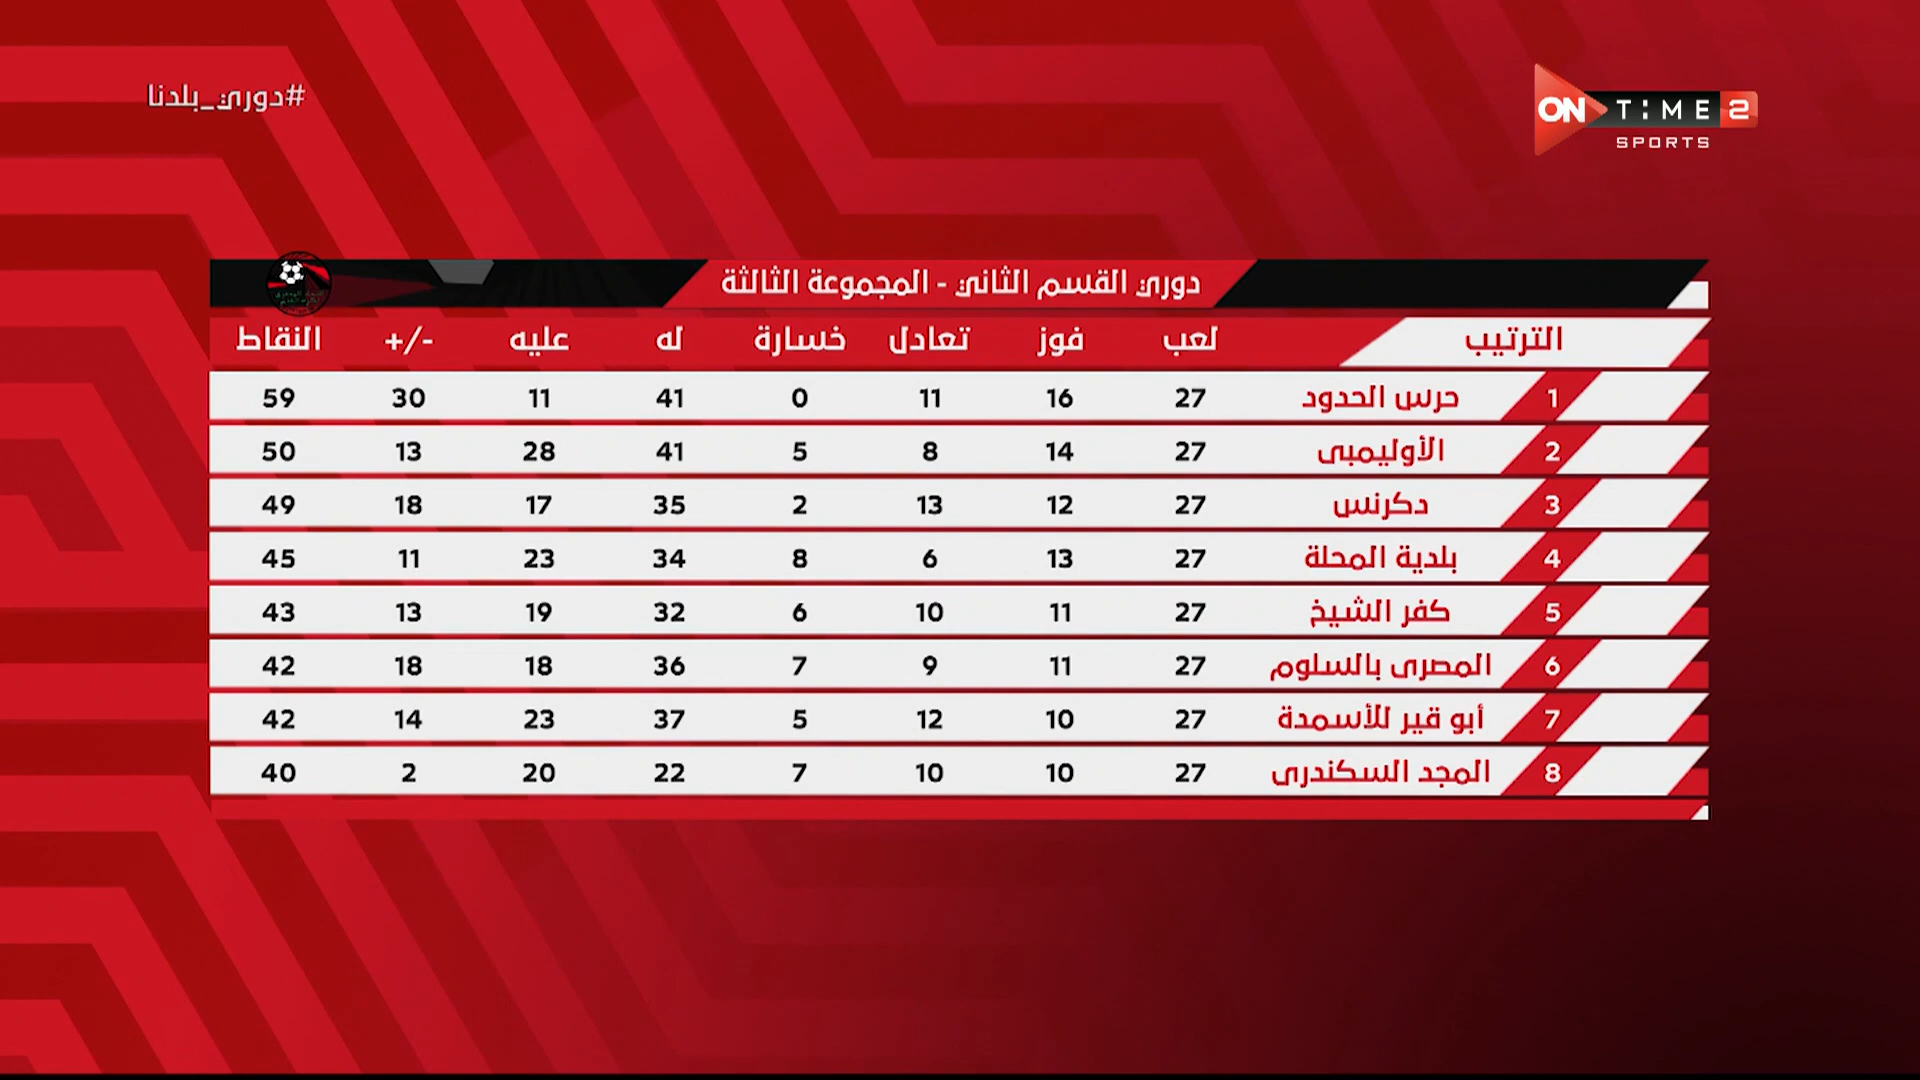 #دوري_بلدنا
ON TIME 2
SPORTS
دوري القسم الثاني - المجموعة الثالثة
الترتيب لعب فوز تعادل خسارة له عليه -/+ النقاط
1 حرس الحدود 27 16 11 0 41 11 30 59
2 الأوليمبى 27 14 8 5 41 28 13 50
3 دكرنس 27 12 13 2 35 17 18 49
4 بلدية المحلة 27 13 6 8 34 23 11 45
5 كفر الشيخ 27 11 10 6 32 19 13 43
6 المصرى بالسلوم 27 11 9 7 36 18 18 42
7 أبو قير للأسمدة 27 10 12 5 37 23 14 42
8 المجد السكندرى 27 10 10 7 22 20 2 40